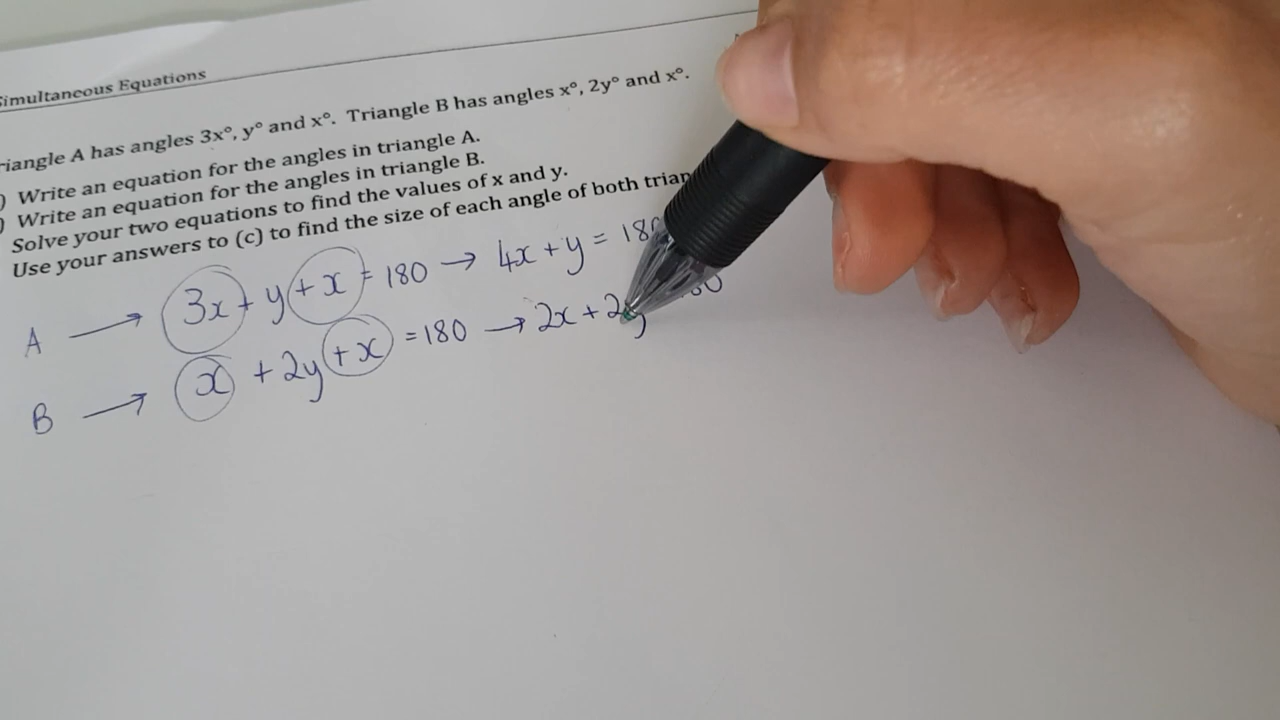 Simultaneous Equations
riangle A has angles 3x°, y° and x°. Triangle B has angles x°, 2y° and x°.
) Write an equation for the angles in triangle A.
) Write an equation for the angles in triangle B.
Solve your two equations to find the values of x and y.
Use your answers to (c) to find the size of each angle of both trian
A → 3x + y + x = 180 → 4x + y = 180
B → x + 2y + x = 180 → 2x + 2y 80